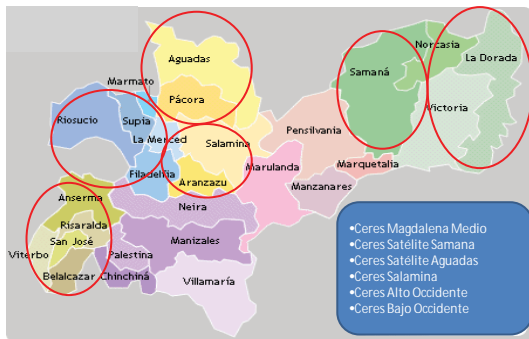 Aguadas
Norcasia
La Dorada
Marmato
Samaná
Pácora
Riosucio
Supia
Victoria
La Merced
Salamina
Pensilvania
Filadelfia
Aranzazu
Marulanda
Marquetalia
Manzanares
Anserma
Neira
Risaralda
San José
Manizales
Viterbo
Palestina
Belalcazar
Chinchiná
Villamaría
•Ceres Magdalena Medio
•Ceres Satélite Samana
•Ceres Satélite Aguadas
•Ceres Salamina
•Ceres Alto Occidente
•Ceres Bajo Occidente